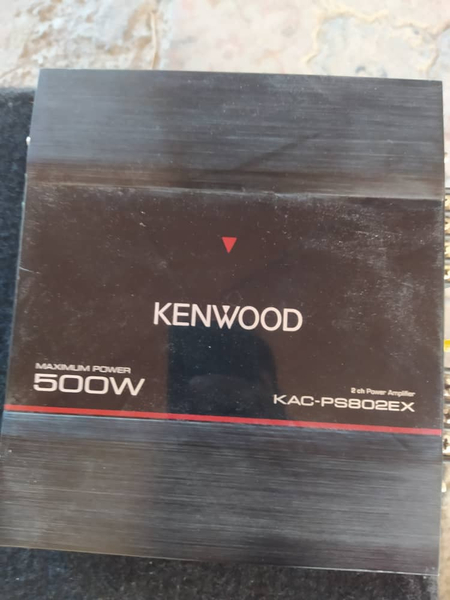 KENWOOD
MAXIMUM POWER
500W
2 ch Power Amplifier
KAC-PS802EX